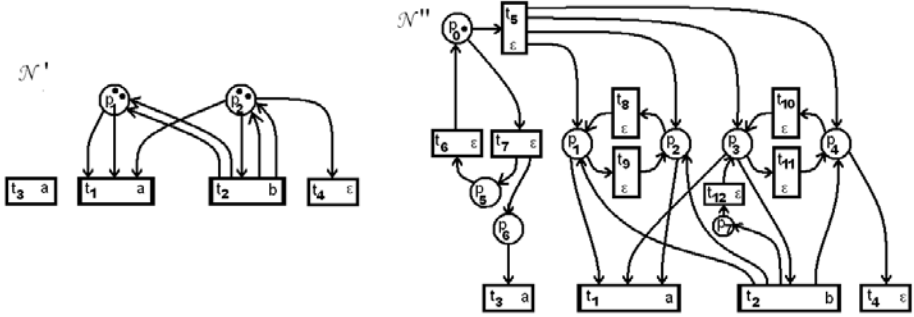 𝒩'
p1
p2
t3 a
t1 a
t2 b
t4 ε
𝒩''
p0
t5
ε
t6 ε
t7 ε
p5
p6
t3 a
t8
ε
t9
ε
p1
p2
t10
ε
t11
ε
p3
p4
t12 ε
p7
t1 a
t2 b
t4 ε